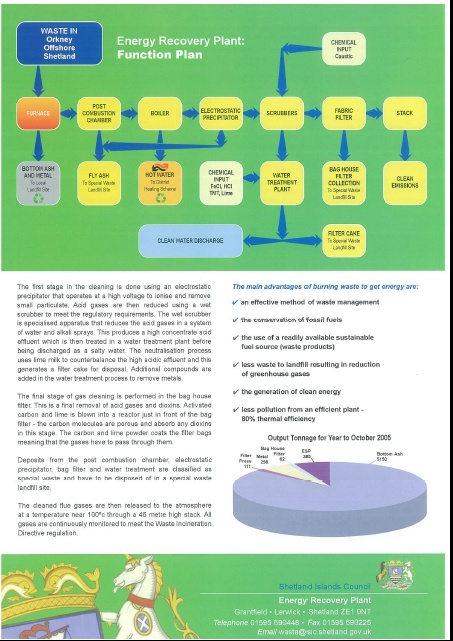 WASTE IN
Orkney
Offshore
Shetland
Energy Recovery Plant:
Function Plan
CHEMICAL
INPUT
Caustic
FURNACE
POST
COMBUSTION
CHAMBER
BOILER
ELECTROSTATIC
PRECIPITATOR
SCRUBBERS
FABRIC
FILTER
STACK
BOTTOM ASH
AND METAL
To Local
Landfill Site
FLY ASH
To Special Waste
Landfill Site
HOT WATER
To District
Heating Scheme
CHEMICAL
INPUT
FeCl, HCl
TMT, Lime
WATER
TREATMENT
PLANT
BAG HOUSE
FILTER
COLLECTION
To Special Waste
Landfill Site
CLEAN
EMISSIONS
CLEAN WATER DISCHARGE
FILTER CAKE
To Special Waste
Landfill Site
The first stage in the cleaning is done using an electrostatic
precipitator that operates at a high voltage to ionise and remove
small particulate. Acid gases are then reduced using a wet
scrubber to meet the regulatory requirements. The wet scrubber
is specialised apparatus that reduces the acid gases in a system
of water and alkali sprays. This produces a high concentrate acid
effluent which is then treated in a water treatment plant before
being discharged as a salty water. The neutralisation process
uses lime milk to counterbalance the high acidic effluent and this
generates a filter cake for disposal. Additional compounds are
added in the water treatment process to remove metals.
The final stage of gas cleaning is performed in the bag house
filter. This is a final removal of acid gases and dioxins. Activated
carbon and lime is blown into a reactor just in front of the bag
filter - the carbon molecules are porous and absorb any dioxins
in this stage. The carbon and lime powder coats the filter bags
meaning that the gases have to pass through them.
Deposits from the post combustion chamber, electrostatic
precipitator, bag filter and water treatment are classified as
special waste and have to be disposed of in a special waste
landfill site.
The cleaned flue gases are then released to the atmosphere
at a temperature near 100°c through a 46 metre high stack. All
gases are continuously monitored to meet the Waste Incineration
Directive regulation.
The main advantages of burning waste to get energy are:
✓ an effective method of waste management
✓ the conservation of fossil fuels
✓ the use of a readily available sustainable
fuel source (waste products)
✓ less waste to landfill resulting in reduction
of greenhouse gases
✓ the generation of clean energy
✓ less pollution from an efficient plant -
80% thermal efficiency
Output Tonnage for Year to October 2005
Filter
Press
111
Metal
298
Bag House
Filter
62
ESP
385
Bottom Ash
5150
Shetland Islands Council
Energy Recovery Plant
Grantfield • Lerwick • Shetland ZE1 0NT
Telephone 01595 690448 • Fax 01595 690225
Email waste@sic.shetland.gov.uk